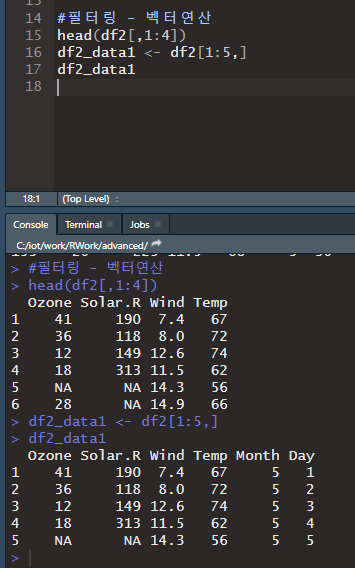 14 #필터링 - 벡터연산
15 head(df2[,1:4])
16 df2_data1 <- df2[1:5,]
17 df2_data1
18
18:1 (Top Level)
Console Terminal Jobs
C:/iot/work/RWork/advanced/
> #필터링 - 벡터연산
> head(df2[,1:4])
  Ozone Solar.R Wind Temp
1    41     190  7.4   67
2    36     118  8.0   72
3    12     149 12.6   74
4    18     313 11.5   62
5    NA      NA 14.3   56
6    28      NA 14.9   66
> df2_data1 <- df2[1:5,]
> df2_data1
  Ozone Solar.R Wind Temp Month Day
1    41     190  7.4   67     5   1
2    36     118  8.0   72     5   2
3    12     149 12.6   74     5   3
4    18     313 11.5   62     5   4
5    NA      NA 14.3   56     5   5
>